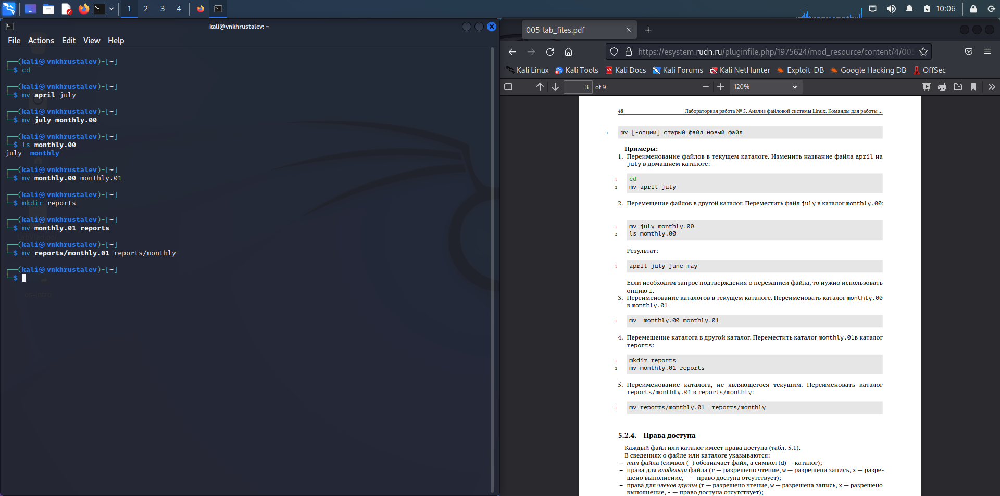 1 2 3 4
10:06
kali@vnkhrustalev: ~
File Actions Edit View Help
┌──(kali㉿vnkhrustalev)-[~]
└─$ cd
┌──(kali㉿vnkhrustalev)-[~]
└─$ mv april july
┌──(kali㉿vnkhrustalev)-[~]
└─$ mv july monthly.00
┌──(kali㉿vnkhrustalev)-[~]
└─$ ls monthly.00
july monthly
┌──(kali㉿vnkhrustalev)-[~]
└─$ mv monthly.00 monthly.01
┌──(kali㉿vnkhrustalev)-[~]
└─$ mkdir reports
┌──(kali㉿vnkhrustalev)-[~]
└─$ mv monthly.01 reports
┌──(kali㉿vnkhrustalev)-[~]
└─$ mv reports/monthly.01 reports/monthly
┌──(kali㉿vnkhrustalev)-[~]
└─$
os-intro
005-lab_files.pdf
https://esystem.rudn.ru/pluginfile.php/1975624/mod_resource/content/4/005
Kali Linux Kali Tools Kali Docs Kali Forums Kali NetHunter Exploit-DB Google Hacking DB OffSec
3 of 9 120%
48 Лабораторная работа № 5. Анализ файловой системы Linux. Команды для работы ...
1 mv [-опции] старый_файл новый_файл
Примеры:
1. Переименование файлов в текущем каталоге. Изменить название файла april на
july в домашнем каталоге:
1 cd
2 mv april july
2. Перемещение файлов в другой каталог. Переместить файл july в каталог monthly.00:
1 mv july monthly.00
2 ls monthly.00
Результат:
1 april july june may
Если необходим запрос подтверждения о перезаписи файла, то нужно использовать
опцию i.
3. Переименование каталогов в текущем каталоге. Переименовать каталог monthly.00
в monthly.01
1 mv monthly.00 monthly.01
4. Перемещение каталога в другой каталог. Переместить каталог monthly.01в каталог
reports:
1 mkdir reports
2 mv monthly.01 reports
5. Переименование каталога, не являющегося текущим. Переименовать каталог
reports/monthly.01 в reports/monthly:
1 mv reports/monthly.01 reports/monthly
5.2.4. Права доступа
Каждый файл или каталог имеет права доступа (табл. 5.1).
В сведениях о файле или каталоге указываются:
– тип файла (символ (-) обозначает файл, а символ (d) — каталог);
– права для владельца файла (r — разрешено чтение, w — разрешена запись, x — разре-
шено выполнение, - — право доступа отсутствует);
– права для членов группы (r — разрешено чтение, w — разрешена запись, x — разрешено
выполнение, - — право доступа отсутствует);